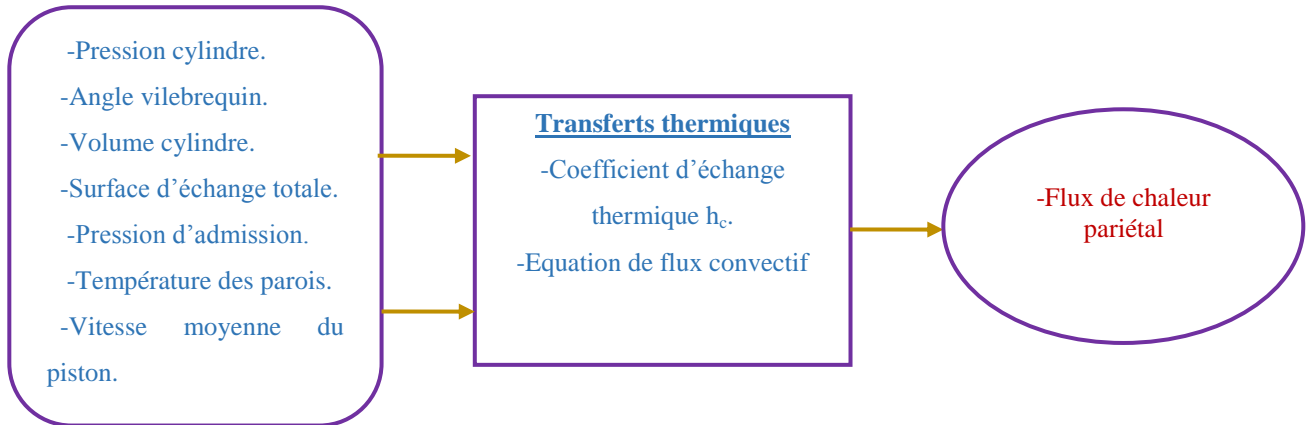 -Pression cylindre.
-Angle vilebrequin.
-Volume cylindre.
-Surface d’échange totale.
-Pression d’admission.
-Température des parois.
-Vitesse moyenne du
piston.
Transferts thermiques
-Coefficient d’échange
thermique hc.
-Equation de flux convectif
-Flux de chaleur
pariétal